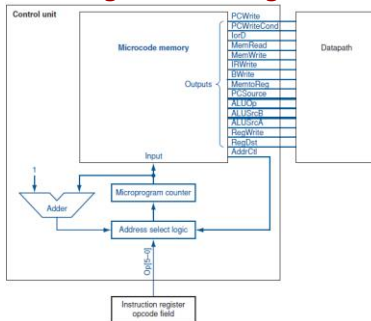 Control unit
Microcode memory
Outputs
Input
PCWrite
PCWriteCond
IorD
MemRead
MemWrite
IRWrite
BWrite
MemtoReg
PCSource
ALUOp
ALUSrcB
ALUSrcA
RegWrite
RegDst
AddrCtl
Datapath
1
Adder
Microprogram counter
Address select logic
Op[5–0]
Instruction register
opcode field